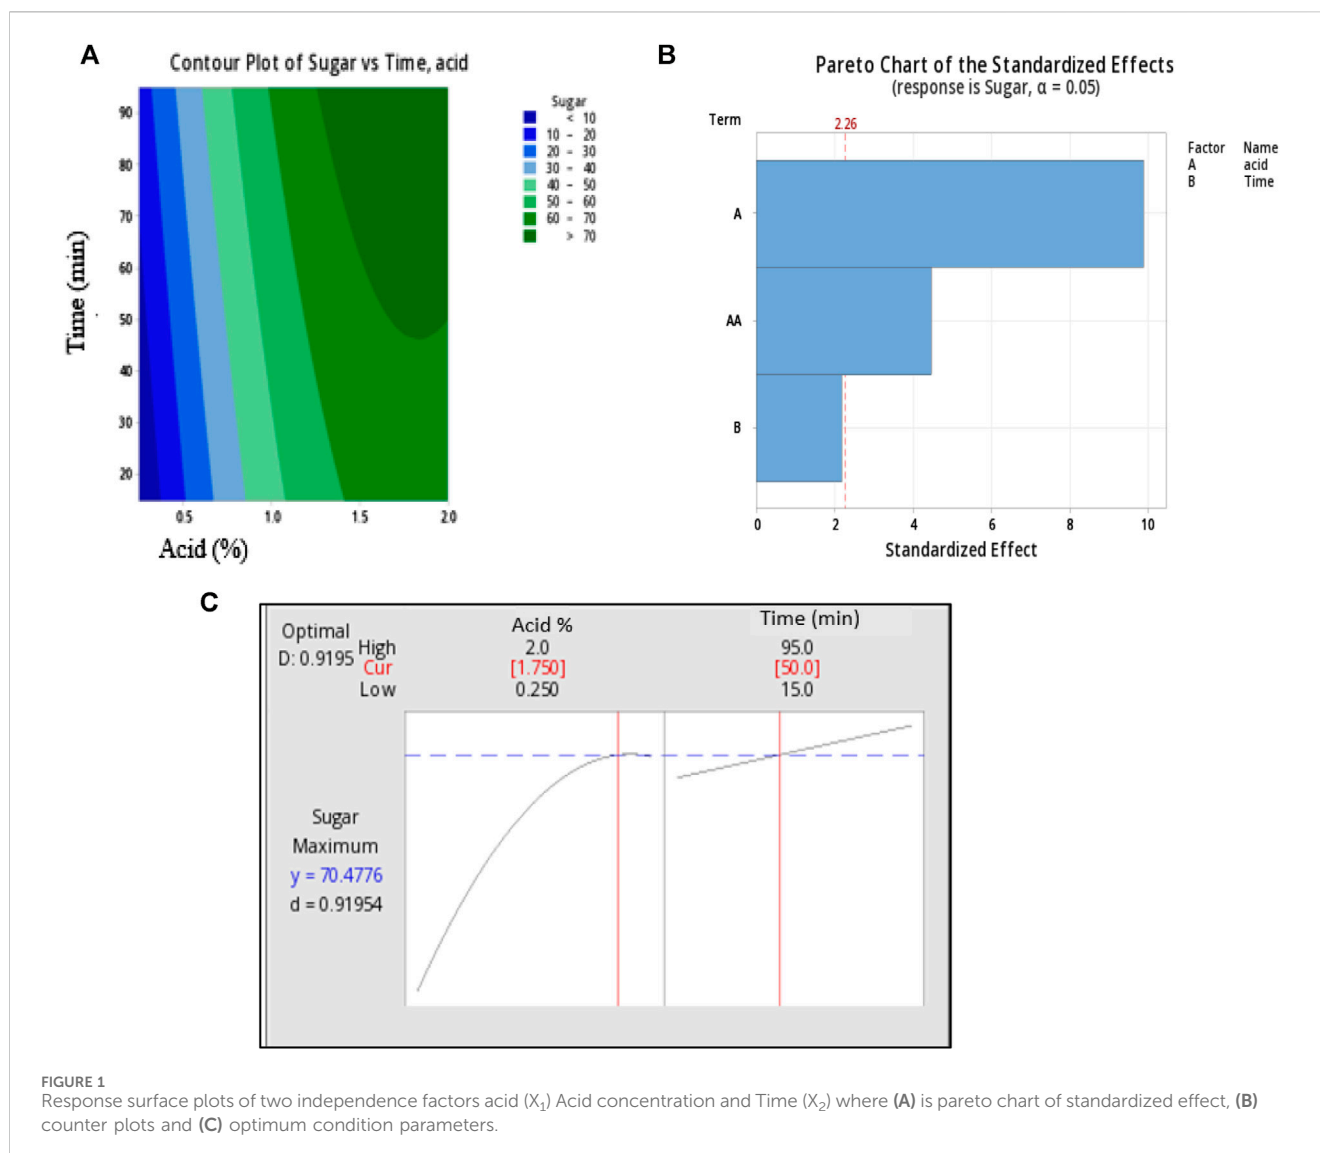 A
Contour Plot of Sugar vs Time, acid
Sugar
< 10
10 - 20
20 - 30
30 - 40
40 - 50
50 - 60
60 - 70
> 70
Time (min)
90
80
70
60
50
40
30
20
0.5 1.0 1.5 2.0
Acid (%)
B
Pareto Chart of the Standardized Effects
(response is Sugar, α = 0.05)
Term
2.26
Factor Name
A acid
B Time
A
AA
B
0 2 4 6 8 10
Standardized Effect
C
Optimal
D: 0.9195
High
Cur
Low
Acid %
2.0
[1.750]
0.250
Time (min)
95.0
[50.0]
15.0
Sugar
Maximum
y = 70.4776
d = 0.91954
FIGURE 1
Response surface plots of two independence factors acid (X1) Acid concentration and Time (X2) where (A) is pareto chart of standardized effect, (B)
counter plots and (C) optimum condition parameters.